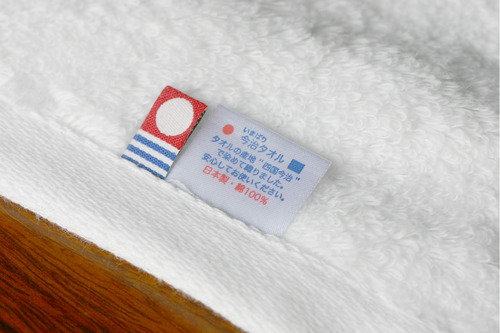 いまばり
今治タオル
タオルの産地“四国今治”
で染めて織りました。
安心してお使いください。
日本製・綿100%